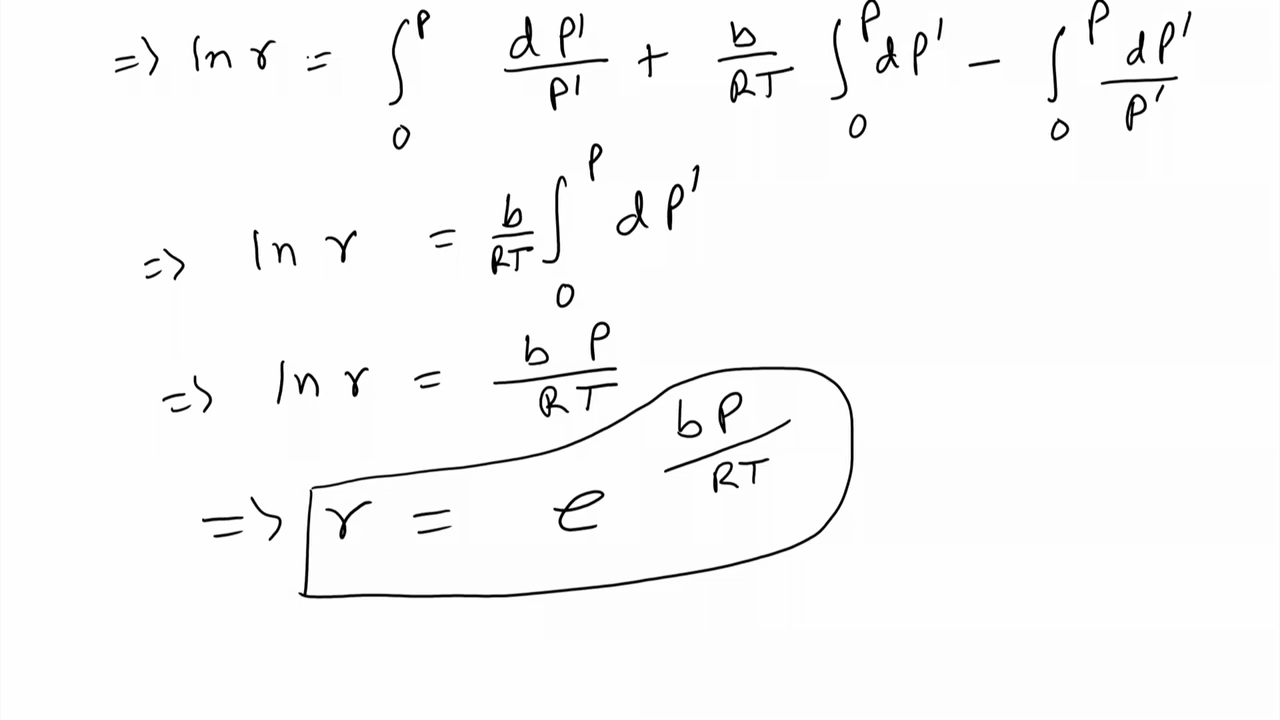 => ln r = ∫₀^P dP'/P' + b/RT ∫₀^P dP' − ∫₀^P dP'/P'
=> ln r = b/RT ∫₀^P dP'
=> ln r = bP/RT
=> r = e^(bP/RT)